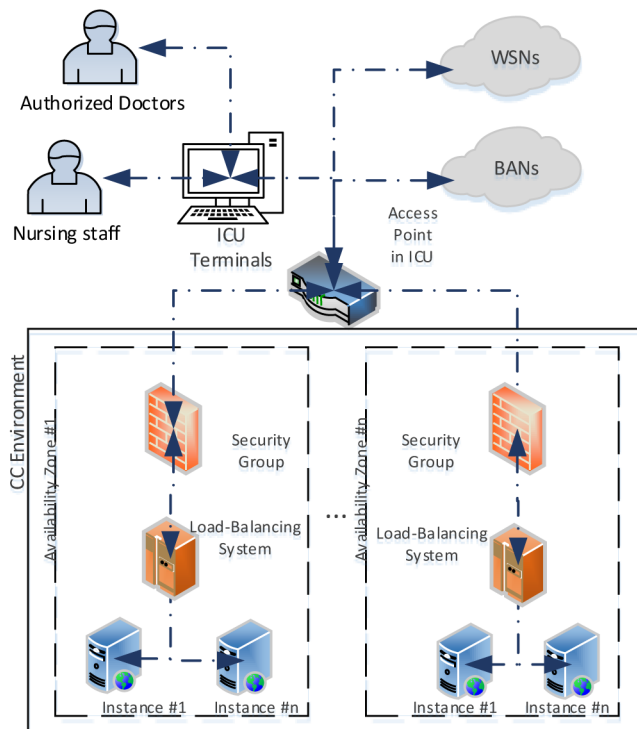 WSNs
Authorized Doctors
BANs
Nursing staff
ICU
Terminals
Access
Point
in ICU
CC Environment
Availability Zone #1
Security
Group
Load-Balancing
System
Instance #1
Instance #n
...
Availability Zone #n
Security
Group
Load-Balancing
System
Instance #1
Instance #n